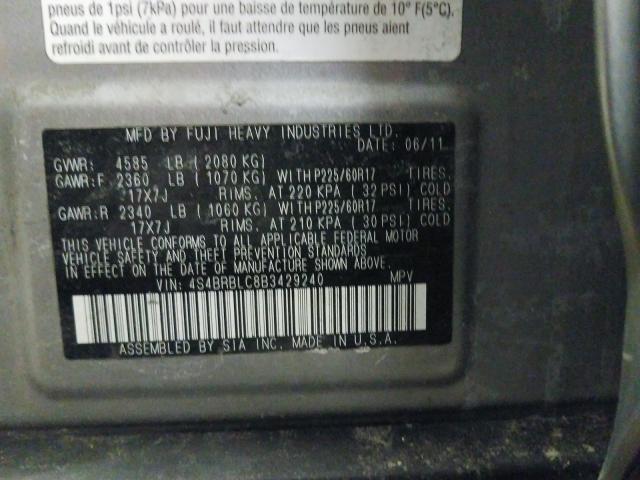 pneus de 1psi (7kPa) pour une baisse de température de 10° F(5°C).
Quand le véhicule a roulé, il faut attendre que les pneus aient
refroidi avant de contrôler la pression.
MFD BY FUJI HEAVY INDUSTRIES LTD.
DATE: 06/11
GVWR: 4585 LB (2080 KG)
GAWR:F 2360 LB (1070 KG) WITH P225/60R17 TIRES.
17X7J RIMS. AT 220 KPA (32 PSI) COLD
GAWR:R 2340 LB (1060 KG) WITH P225/60R17 TIRES.
17X7J RIMS. AT 210 KPA (30 PSI) COLD
THIS VEHICLE CONFORMS TO ALL APPLICABLE FEDERAL MOTOR
VEHICLE SAFETY AND THEFT PREVENTION STANDARDS
IN EFFECT ON THE DATE OF MANUFACTURE SHOWN ABOVE.
VIN: 4S4BRBLC8B3429240 MPV
ASSEMBLED BY SIA INC. MADE IN U.S.A.